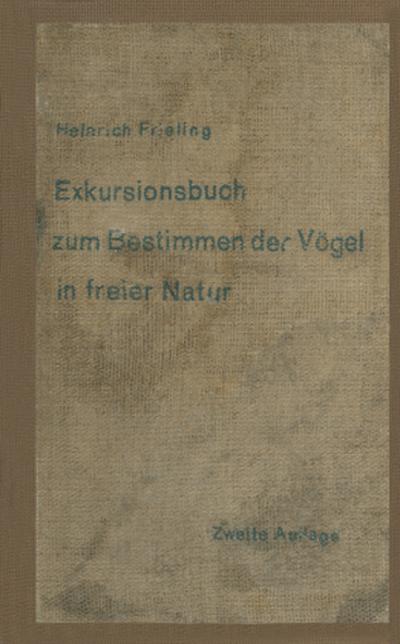 Heinrich Frieling
Exkursionsbuch
zum Bestimmen der Vögel
in freier Natur
Zweite Auflage